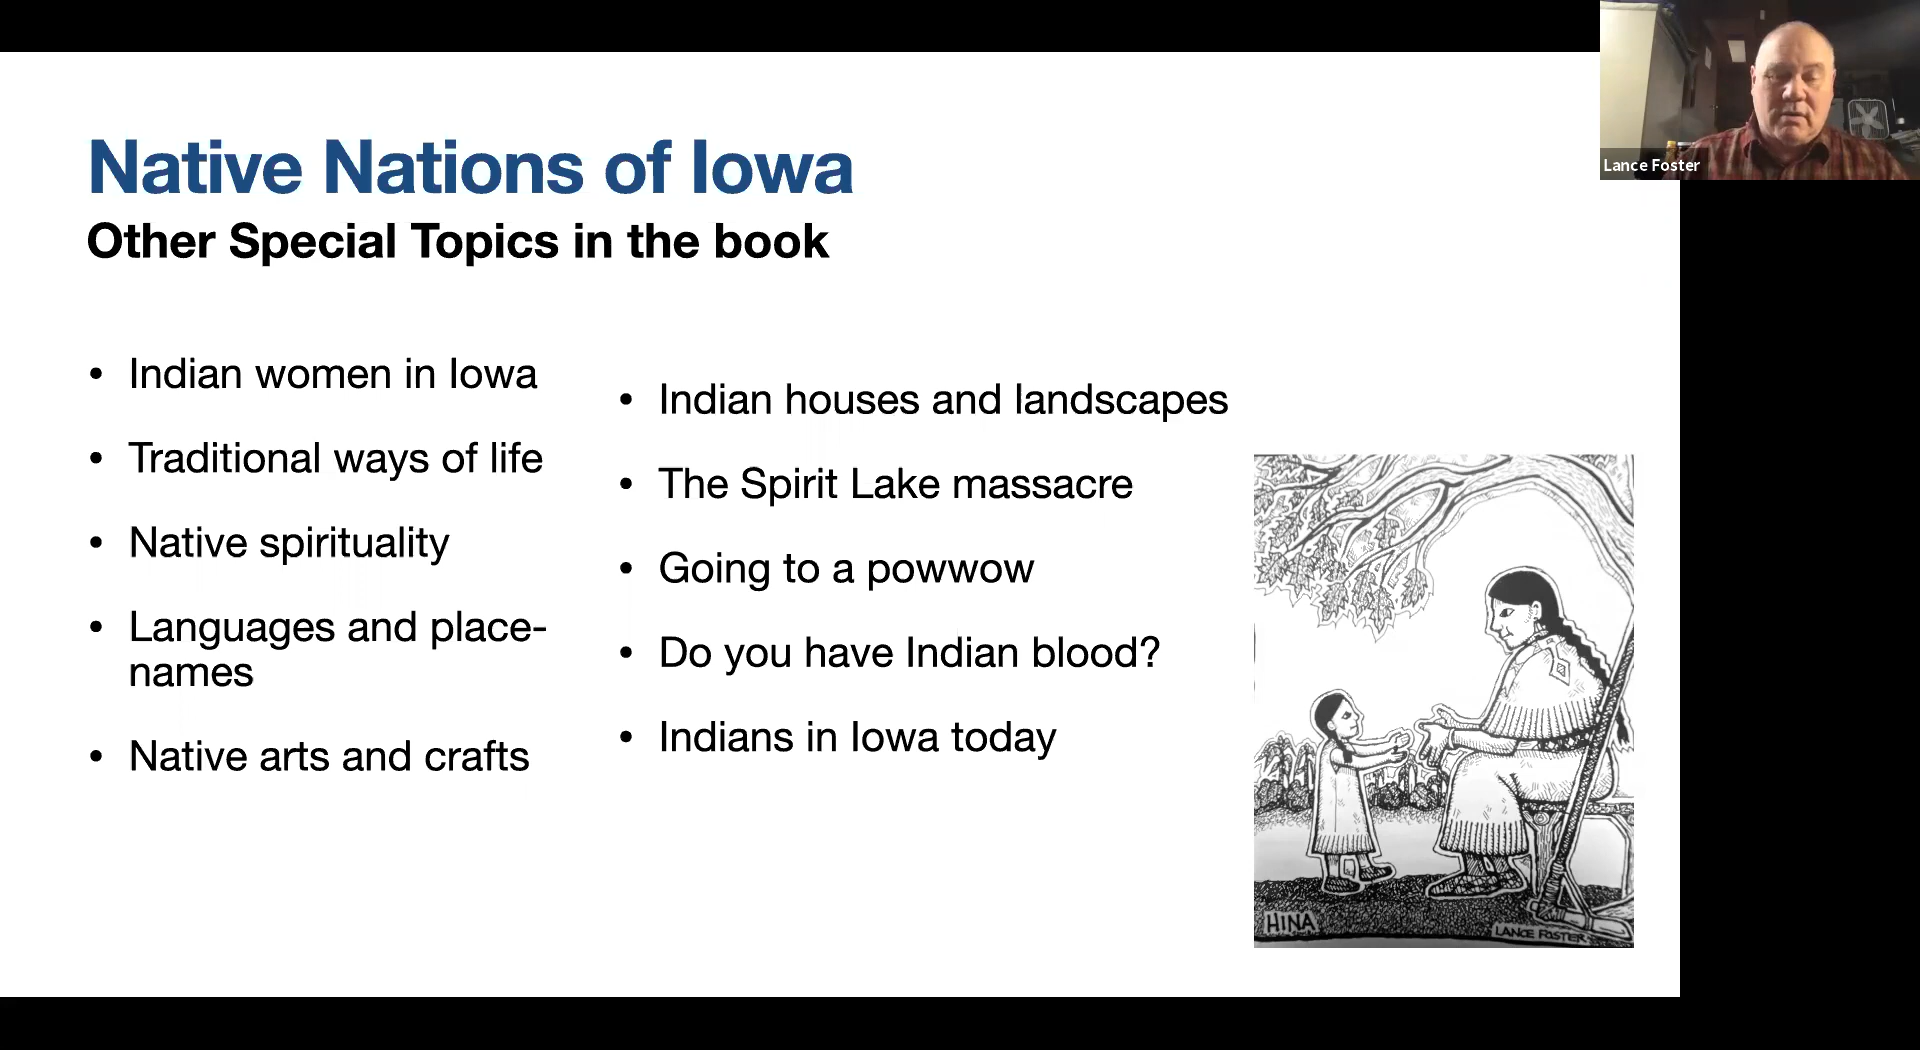 Native Nations of Iowa
Other Special Topics in the book
• Indian women in Iowa
• Traditional ways of life
• Native spirituality
• Languages and place-
names
• Native arts and crafts
• Indian houses and landscapes
• The Spirit Lake massacre
• Going to a powwow
• Do you have Indian blood?
• Indians in Iowa today
HINA
LANCE FOSTER
Lance Foster